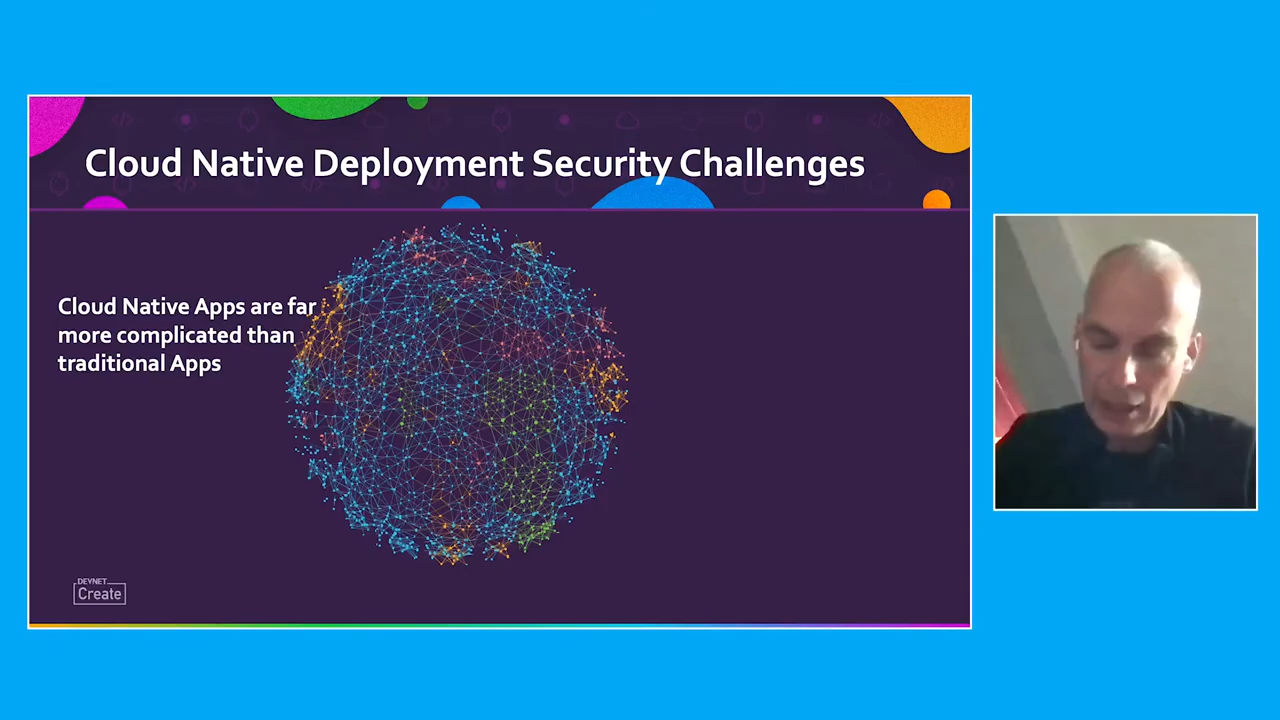 Cloud Native Deployment Security Challenges
Cloud Native Apps are far
more complicated than
traditional Apps
DEVNET
Create